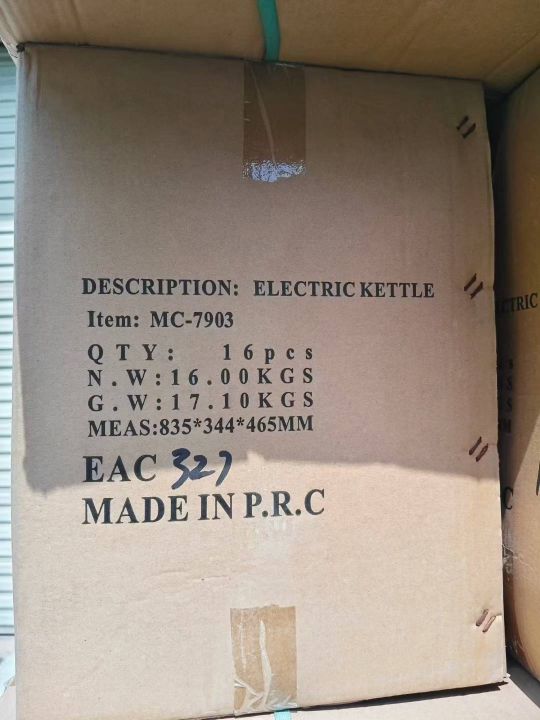 DESCRIPTION: ELECTRIC KETTLE
Item: MC-7903
QTY: 16pcs
N.W:16.00KGS
G.W:17.10KGS
MEAS:835*344*465MM
EAC 327
MADE IN P.R.C
CTRIC